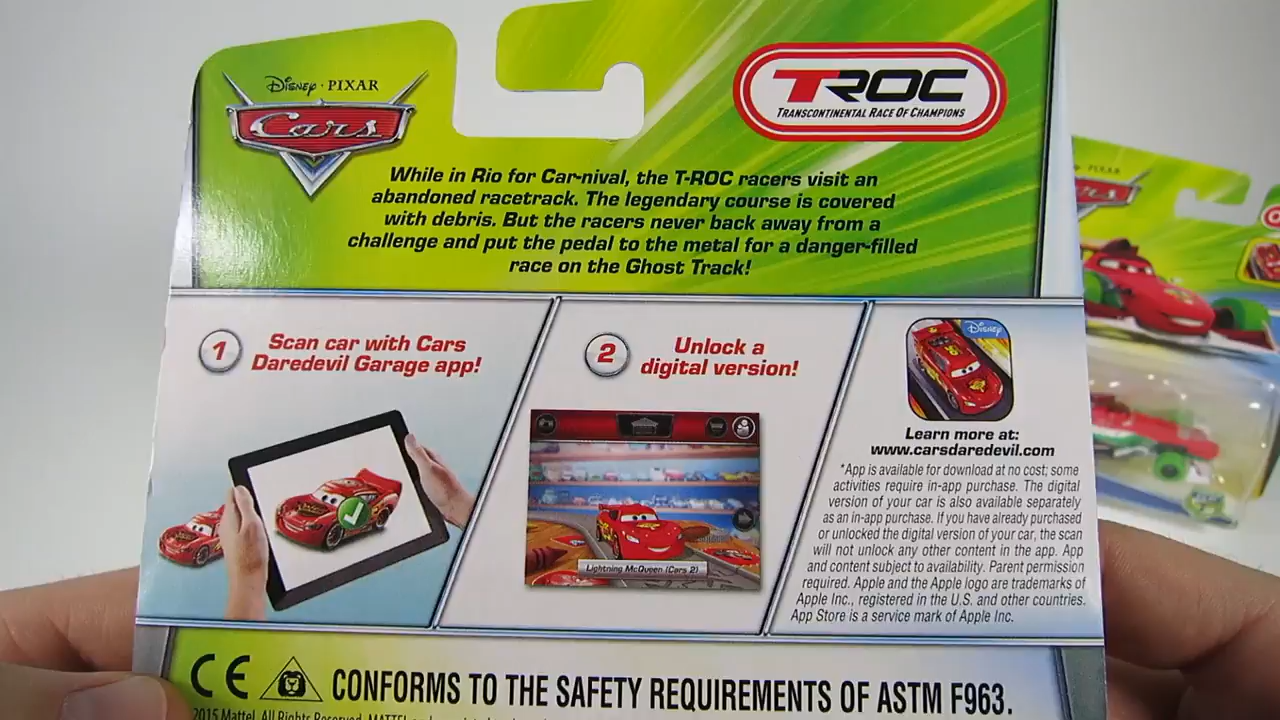 Disney · PIXAR
Cars
T-ROC
TRANSCONTINENTAL RACE OF CHAMPIONS
While in Rio for Car-nival, the T-ROC racers visit an
abandoned racetrack. The legendary course is covered
with debris. But the racers never back away from a
challenge and put the pedal to the metal for a danger-filled
race on the Ghost Track!
1
Scan car with Cars
Daredevil Garage app!
2
Unlock a
digital version!
Lightning McQueen (Cars 2)
Disney
Learn more at:
www.carsdaredevil.com
*App is available for download at no cost; some
activities require in-app purchase. The digital
version of your car is also available separately
as an in-app purchase. If you have already purchased
or unlocked the digital version of your car, the scan
will not unlock any other content in the app. App
and content subject to availability. Parent permission
required. Apple and the Apple logo are trademarks of
Apple Inc., registered in the U.S. and other countries.
App Store is a service mark of Apple Inc.
CE
CONFORMS TO THE SAFETY REQUIREMENTS OF ASTM F963.
2015 Mattel. All Rights Reserved. MATTEL